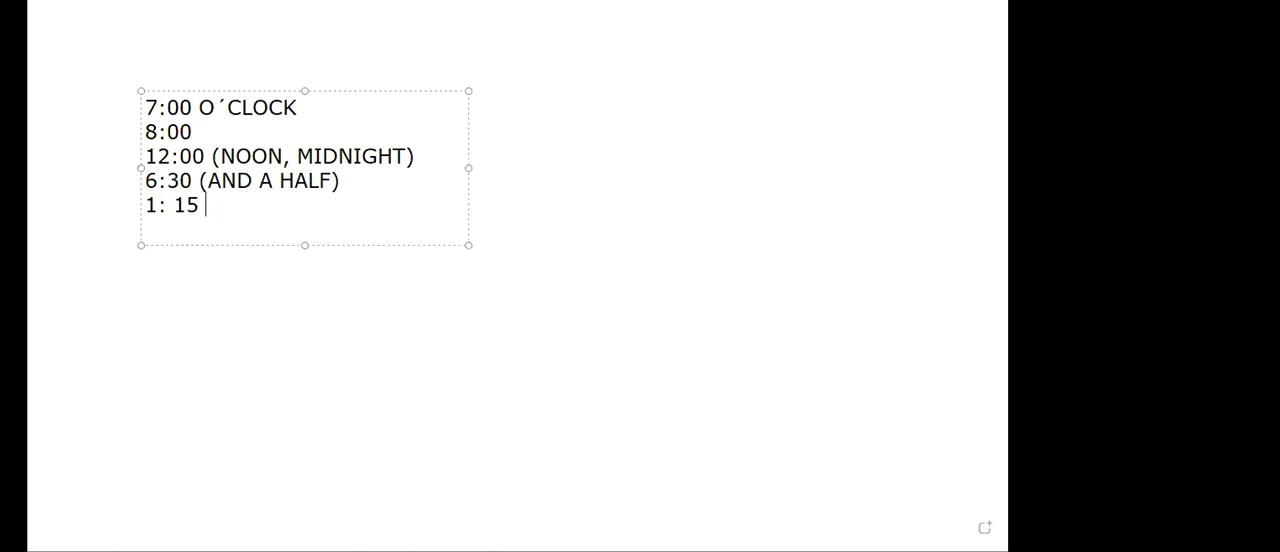 7:00 O´CLOCK
8:00
12:00 (NOON, MIDNIGHT)
6:30 (AND A HALF)
1: 15